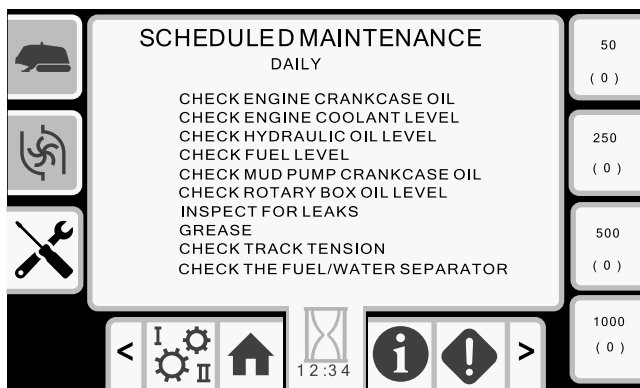 SCHEDULED MAINTENANCE
DAILY
CHECK ENGINE CRANKCASE OIL
CHECK ENGINE COOLANT LEVEL
CHECK HYDRAULIC OIL LEVEL
CHECK FUEL LEVEL
CHECK MUD PUMP CRANKCASE OIL
CHECK ROTARY BOX OIL LEVEL
INSPECT FOR LEAKS
GREASE
CHECK TRACK TENSION
CHECK THE FUEL/WATER SEPARATOR
50
(0)
250
(0)
500
(0)
1000
(0)
<
I
II
12:34
i
!
>